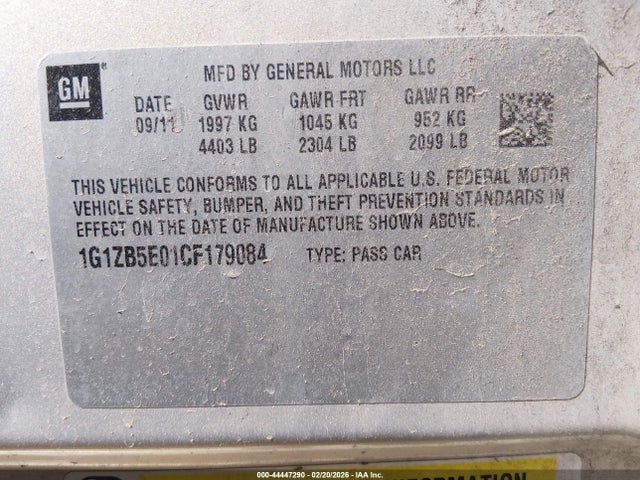 GM
MFD BY GENERAL MOTORS LLC
DATE GVWR GAWR FRT GAWR RR
09/11 1997 KG 1045 KG 952 KG
4403 LB 2304 LB 2099 LB
THIS VEHICLE CONFORMS TO ALL APPLICABLE U.S. FEDERAL MOTOR
VEHICLE SAFETY, BUMPER, AND THEFT PREVENTION STANDARDS IN
EFFECT ON THE DATE OF MANUFACTURE SHOWN ABOVE.
1G1ZB5E01CF179084 TYPE: PASS CAR
INFORMATION
000-44447290 - 02/20/2026 - IAAI Inc.